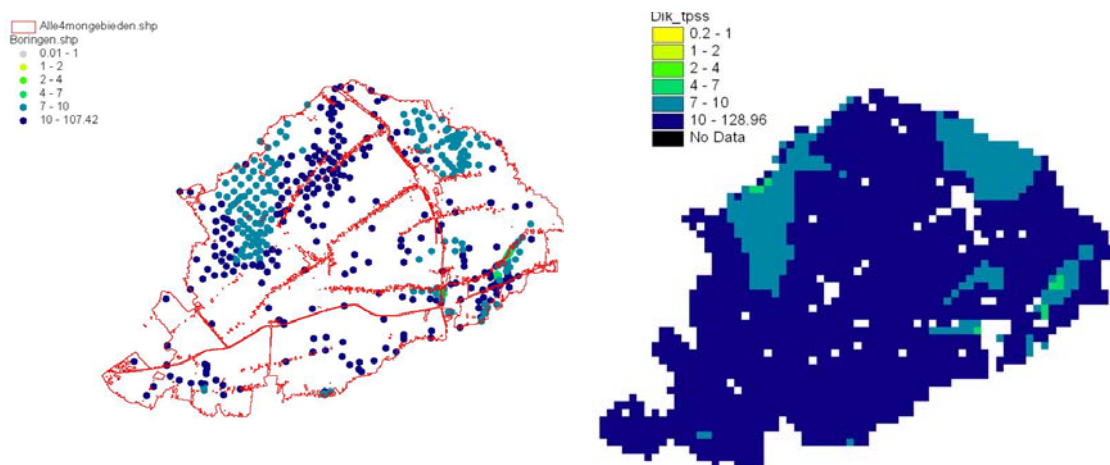 Alle4mongebieden.shp
Boringen.shp
0.01 - 1
1 - 2
2 - 4
4 - 7
7 - 10
10 - 107.42
Dik_tpss
0.2 - 1
1 - 2
2 - 4
4 - 7
7 - 10
10 - 128.96
No Data